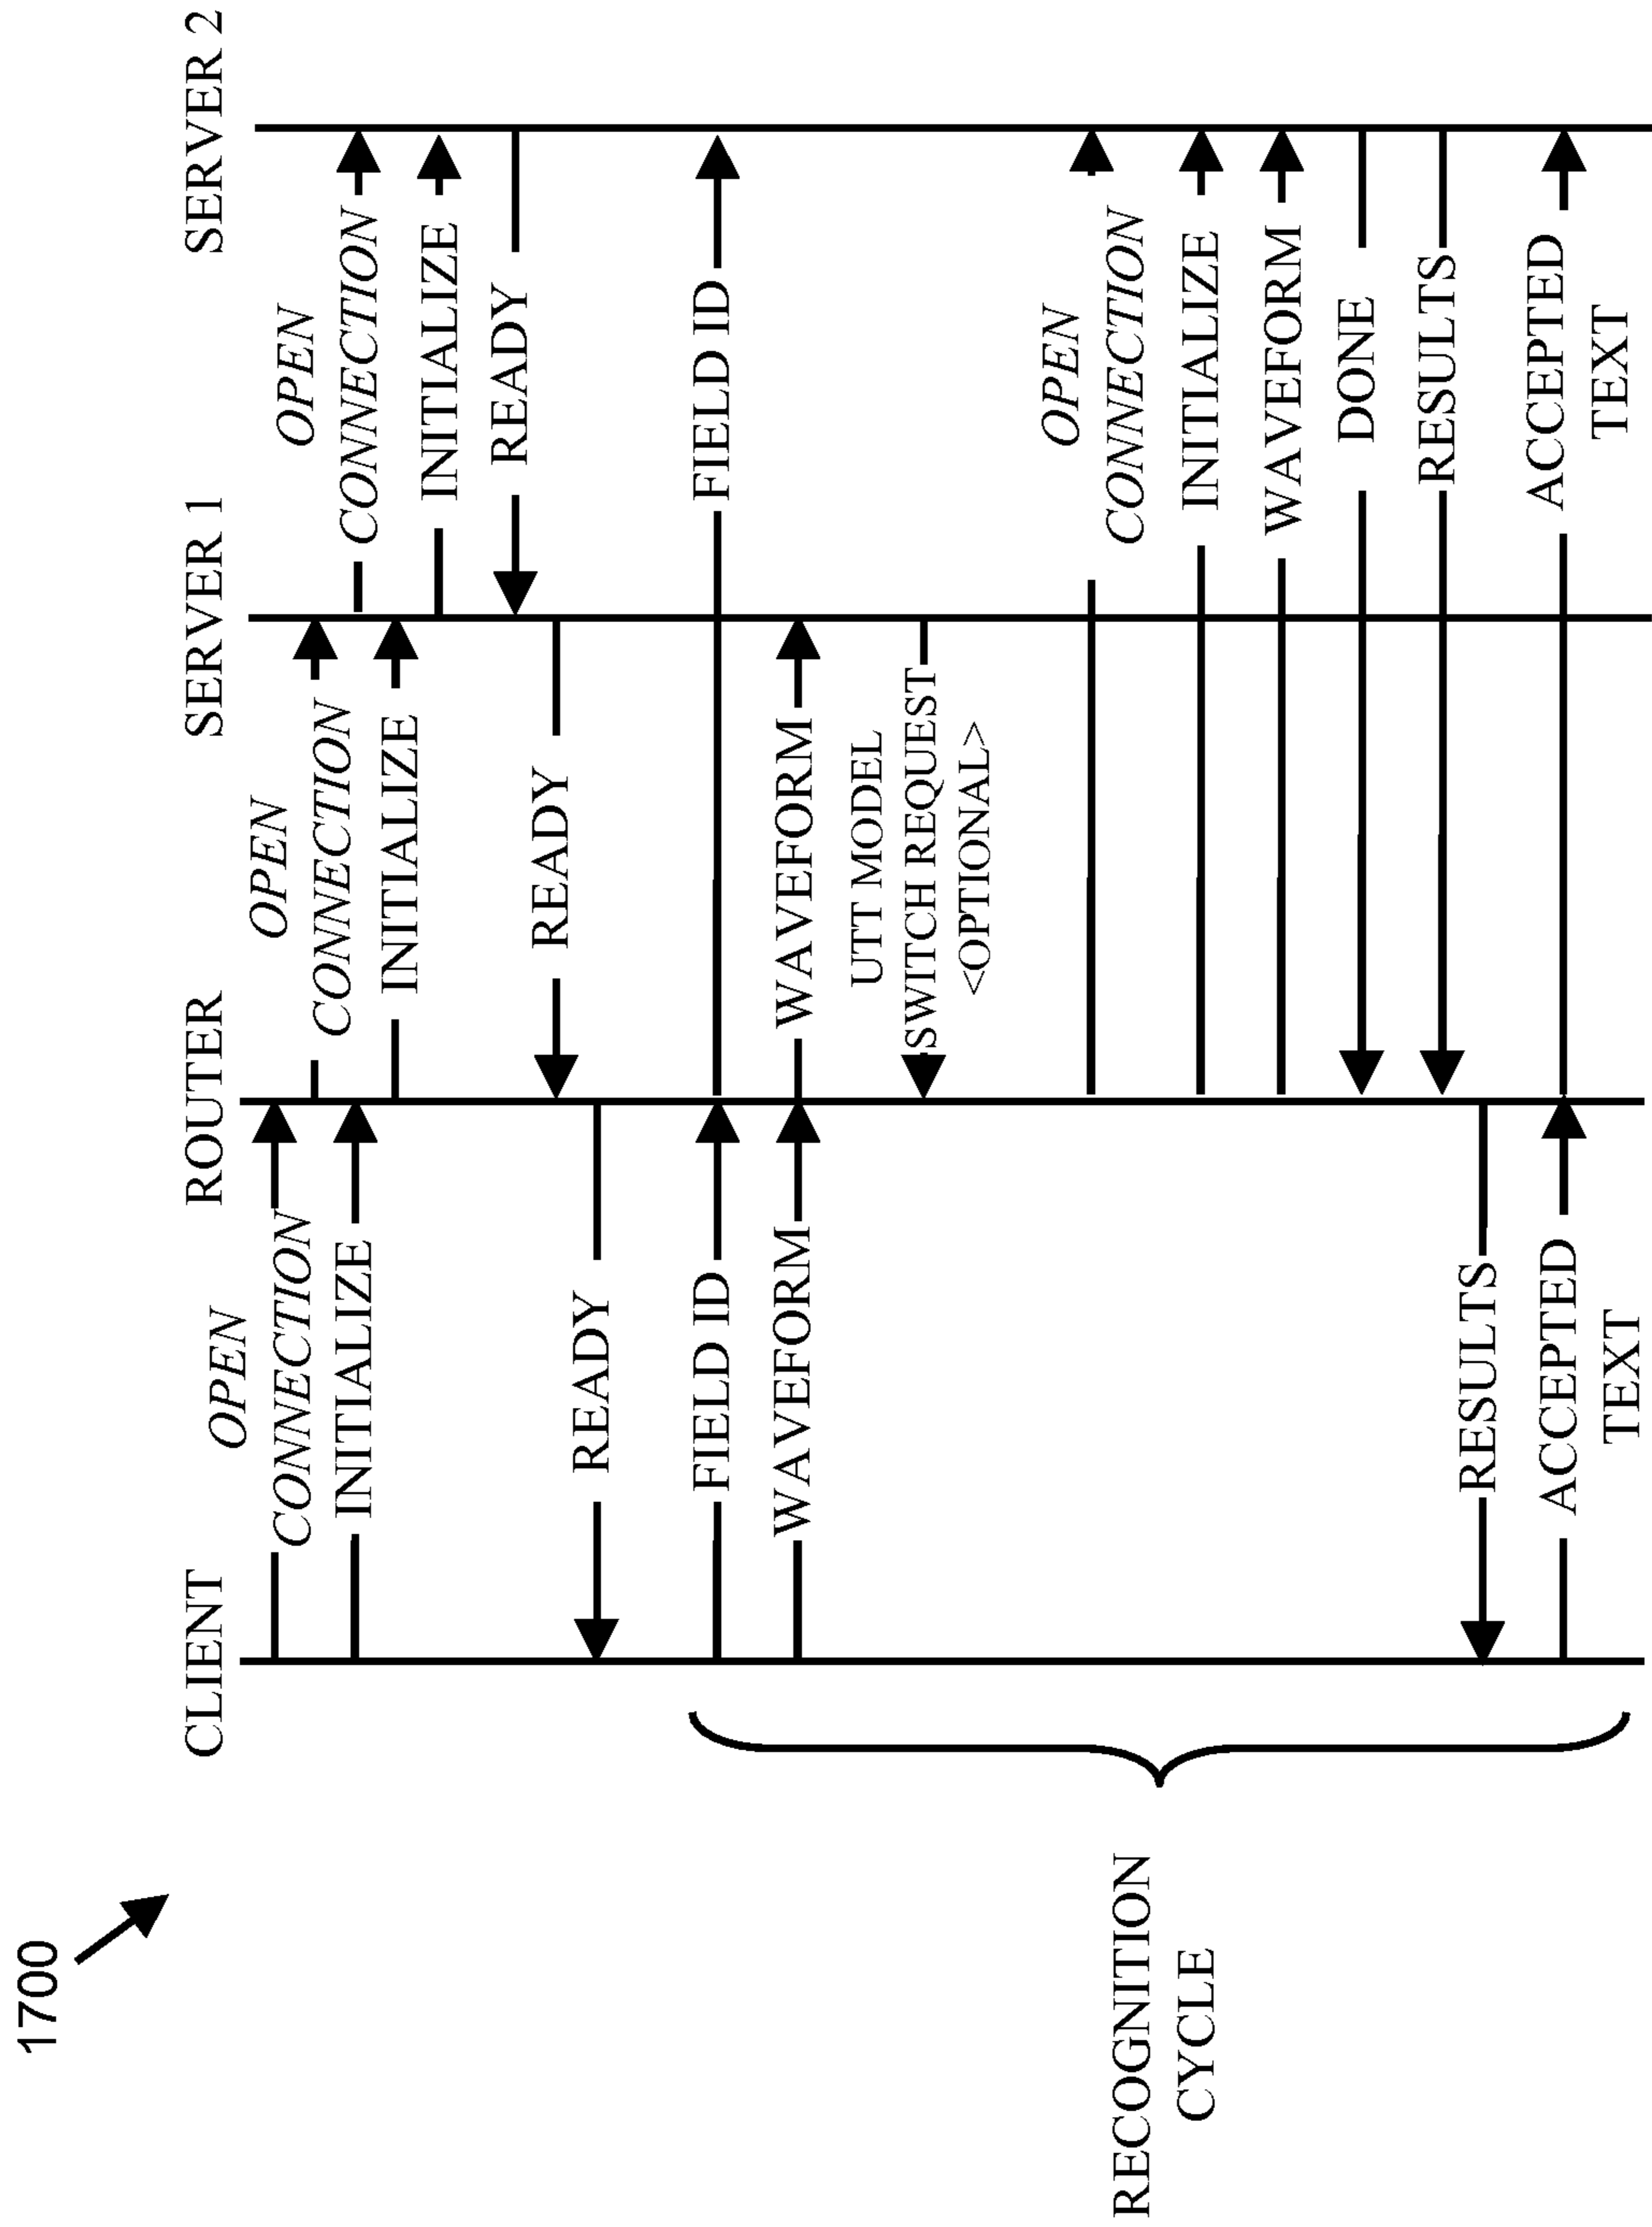 1700
CLIENT
ROUTER
SERVER 1
SERVER 2
OPEN
CONNECTION
OPEN
CONNECTION
OPEN
CONNECTION
INITIALIZE
INITIALIZE
INITIALIZE
READY
READY
READY
FIELD ID
FIELD ID
WAVEFORM
WAVEFORM
UTT MODEL
SWITCH REQUEST
<OPTIONAL>
OPEN
CONNECTION
INITIALIZE
WAVEFORM
DONE
RESULTS
RESULTS
ACCEPTED
TEXT
ACCEPTED
TEXT
RECOGNITION
CYCLE